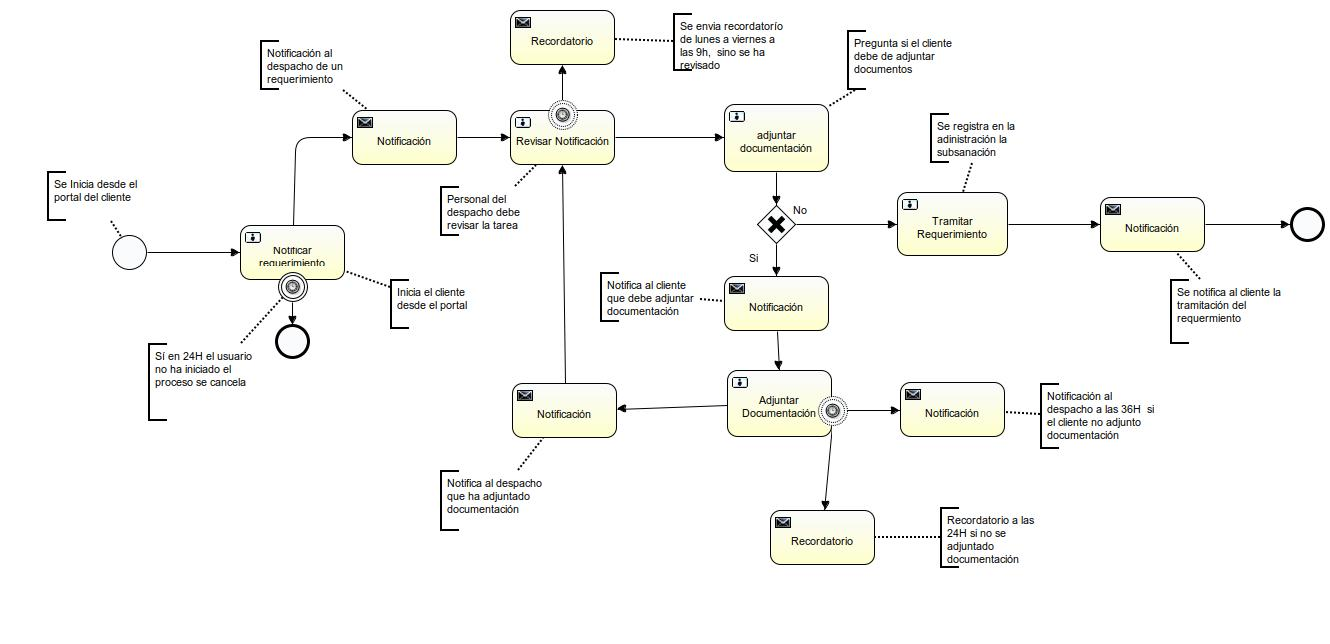 Recordatorio
Se envia recordatorío
de lunes a viernes a
las 9h, sino se ha
revisado
Notificación al
despacho de un
requerimiento
Pregunta si el cliente
debe de adjuntar
documentos
Notificación
Revisar Notificación
adjuntar
documentación
Se registra en la
adinistración la
subsanación
Se Inicia desde el
portal del cliente
Personal del
despacho debe
revisar la tarea
No
Tramitar
Requerimiento
Notificación
Notificar
requerimiento
Si
Inicia el cliente
desde el portal
Notifica al cliente
que debe adjuntar
documentación
Notificación
Se notifica al cliente la
tramitación del
requermiento
Sí en 24H el usuario
no ha iniciado el
proceso se cancela
Notificación
Adjuntar
Documentación
Notificación
Notificación al
despacho a las 36H si
el cliente no adjunto
documentación
Notifica al despacho
que ha adjuntado
documentación
Recordatorio
Recordatorio a las
24H si no se
adjuntado
documentación